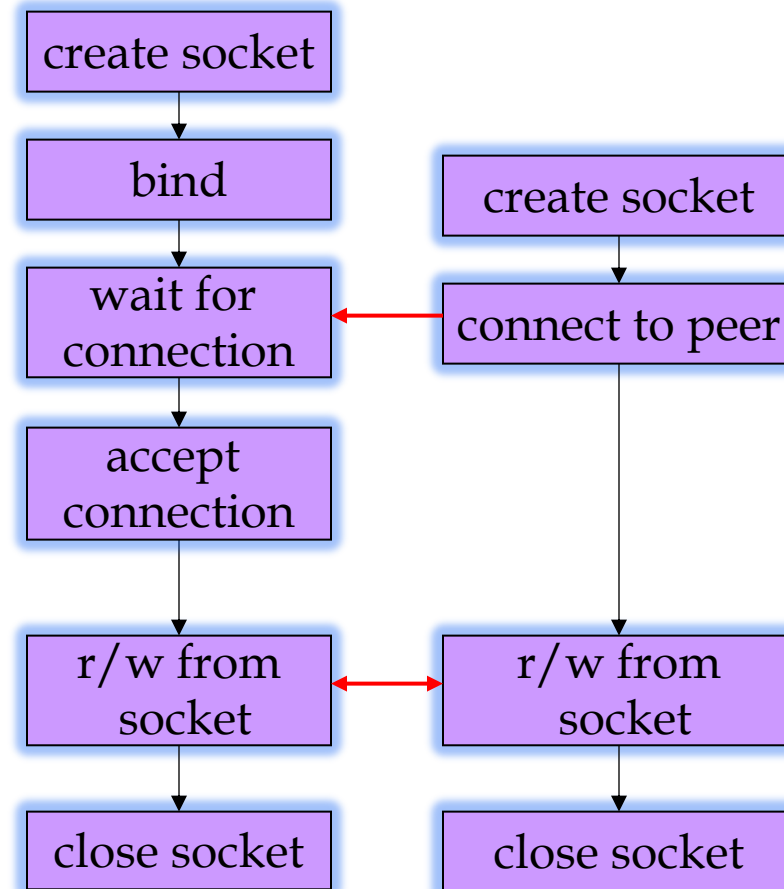 create socket
bind
wait for
connection
accept
connection
r/w from
socket
close socket
create socket
connect to peer
r/w from
socket
close socket